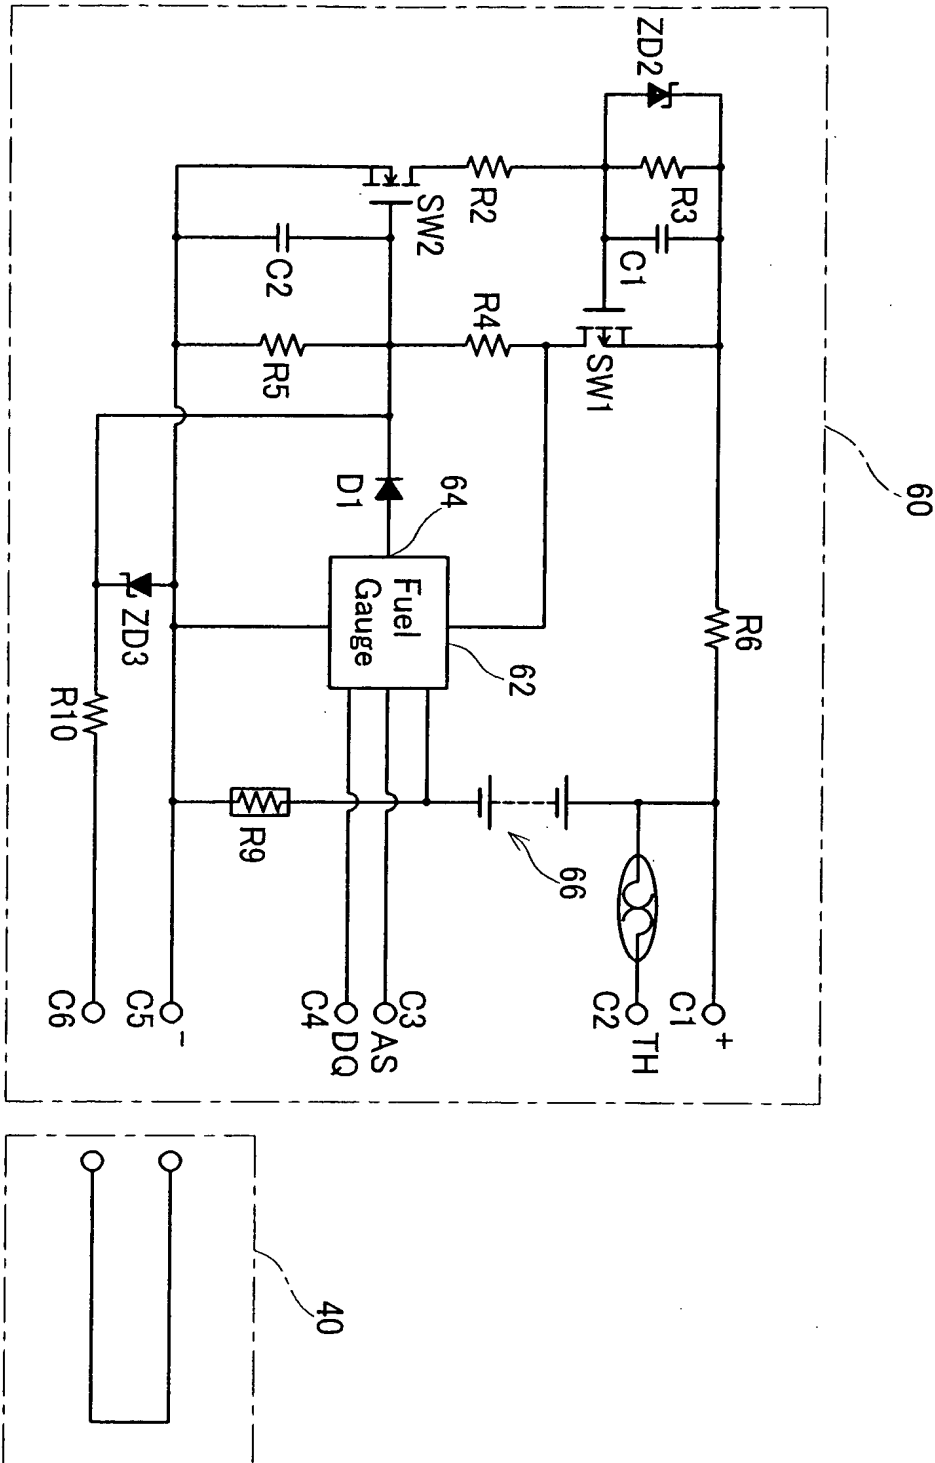 60
ZD2
R3
C1
R2
SW2
SW1
R4
C2
R5
R6
D1
64
Fuel
Gauge
62
ZD3
R10
R9
66
+
C1
TH
C2
AS
C3
DQ
C4
-
C5
C6
40